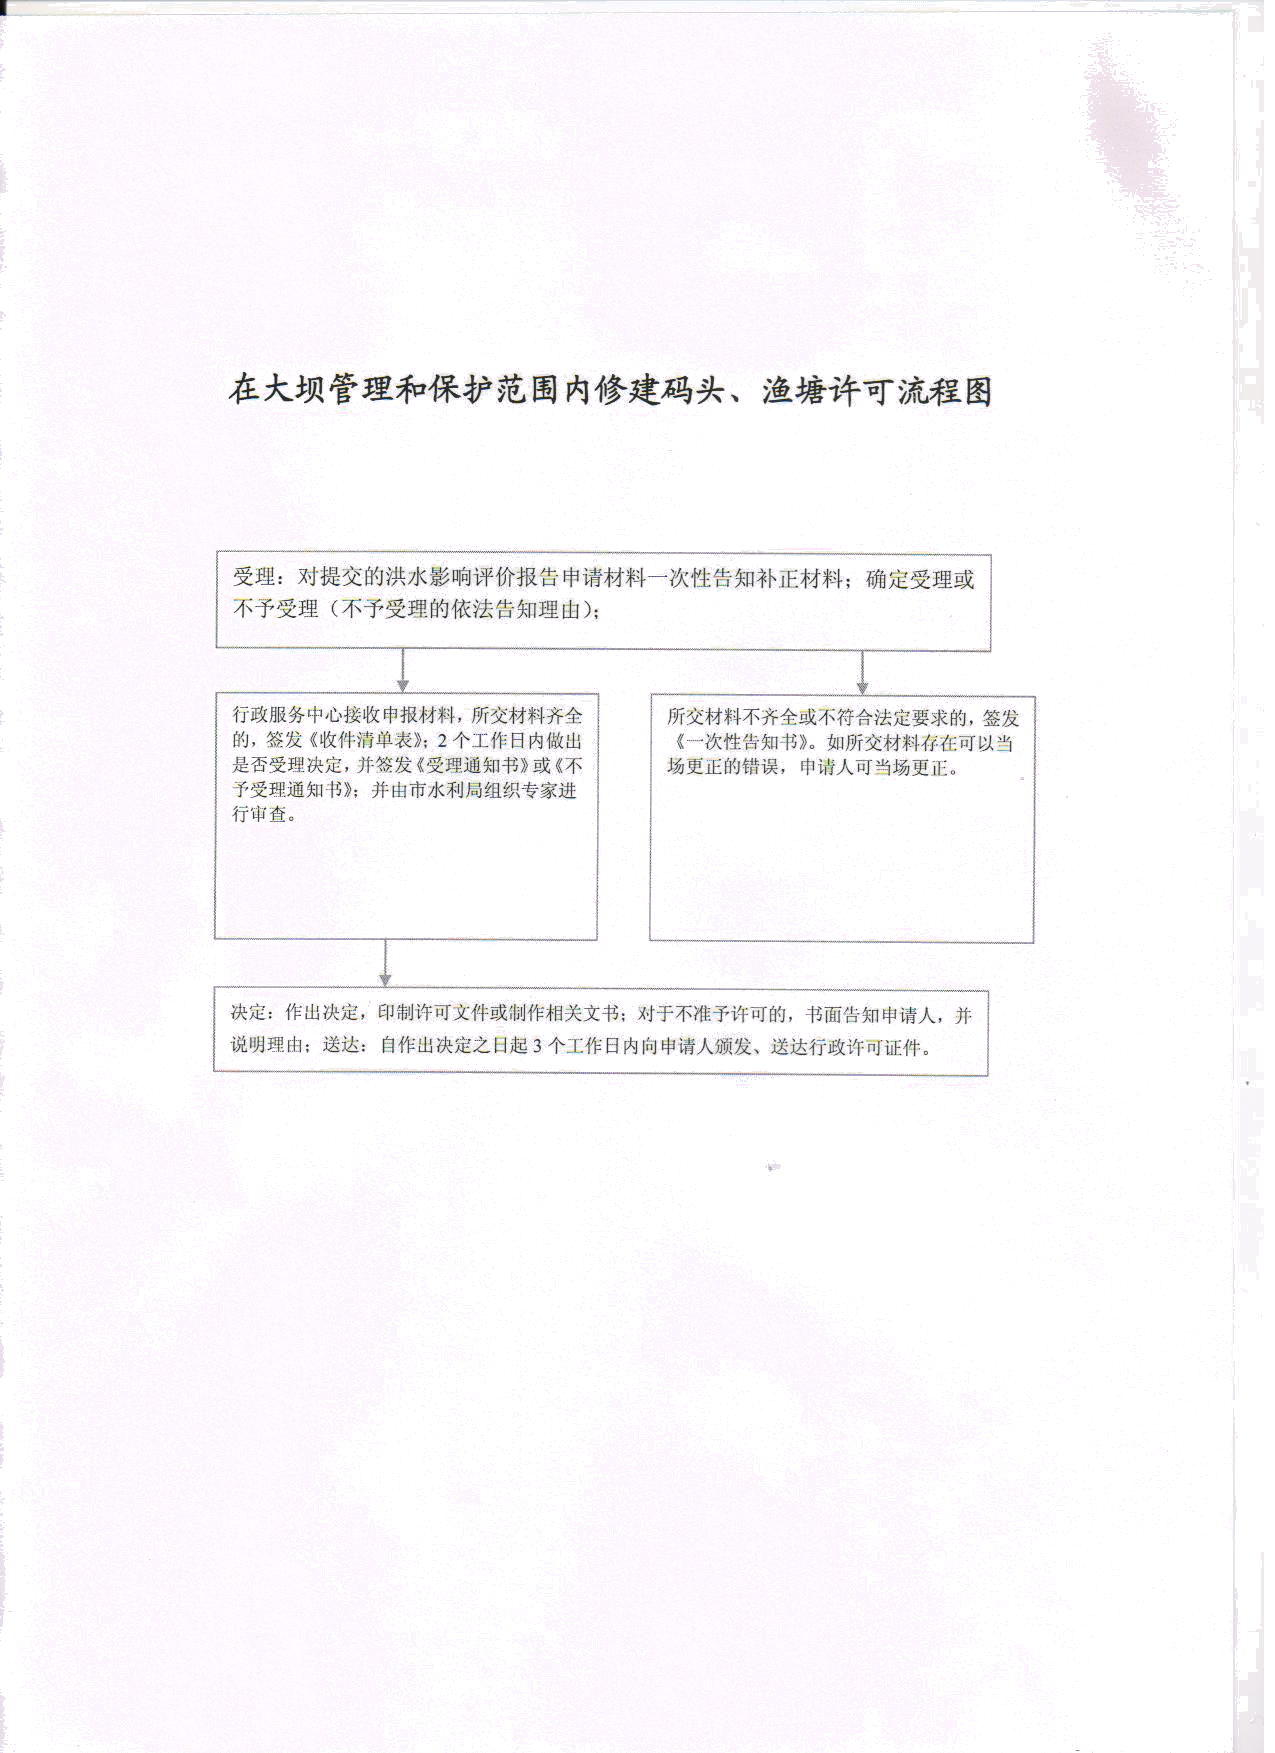 在大坝管理和保护范围内修建码头、渔塘许可流程图
受理：对提交的洪水影响评价报告申请材料一次性告知补正材料；确定受理或
不予受理（不予受理的依法告知理由）；
行政服务中心接收申报材料，所交材料齐全
的，签发《收件清单表》；2 个工作日内做出
是否受理决定，并签发《受理通知书》或《不
予受理通知书》；并由市水利局组织专家进
行审查。
所交材料不齐全或不符合法定要求的，签发
《一次性告知书》。如所交材料存在可以当
场更正的错误，申请人可当场更正。
决定：作出决定，印制许可文件或制作相关文书；对于不准予许可的，书面告知申请人，并
说明理由；送达：自作出决定之日起 3 个工作日内向申请人颁发、送达行政许可证件。